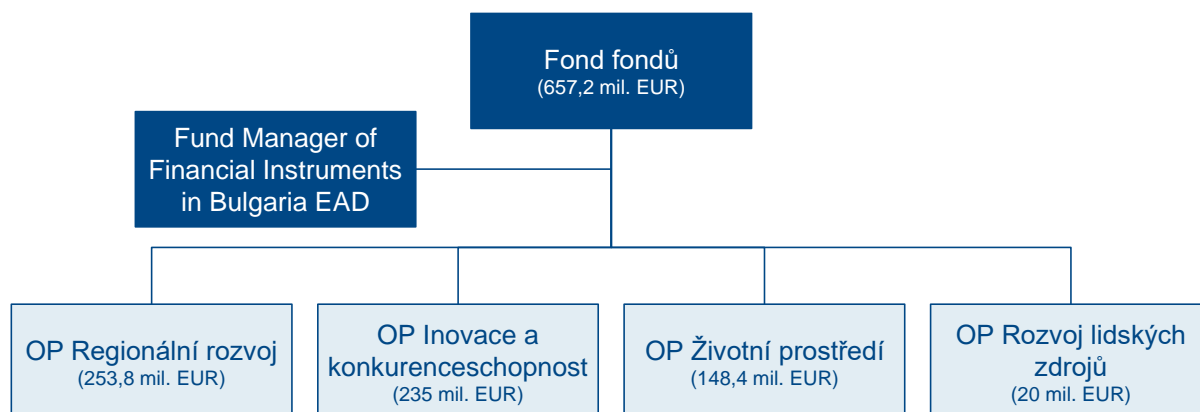 Fond fondů
(657,2 mil. EUR)
Fund Manager of
Financial Instruments
in Bulgaria EAD
OP Regionální rozvoj
(253,8 mil. EUR)
OP Inovace a
konkurenceschopnost
(235 mil. EUR)
OP Životní prostředí
(148,4 mil. EUR)
OP Rozvoj lidských
zdrojů
(20 mil. EUR)